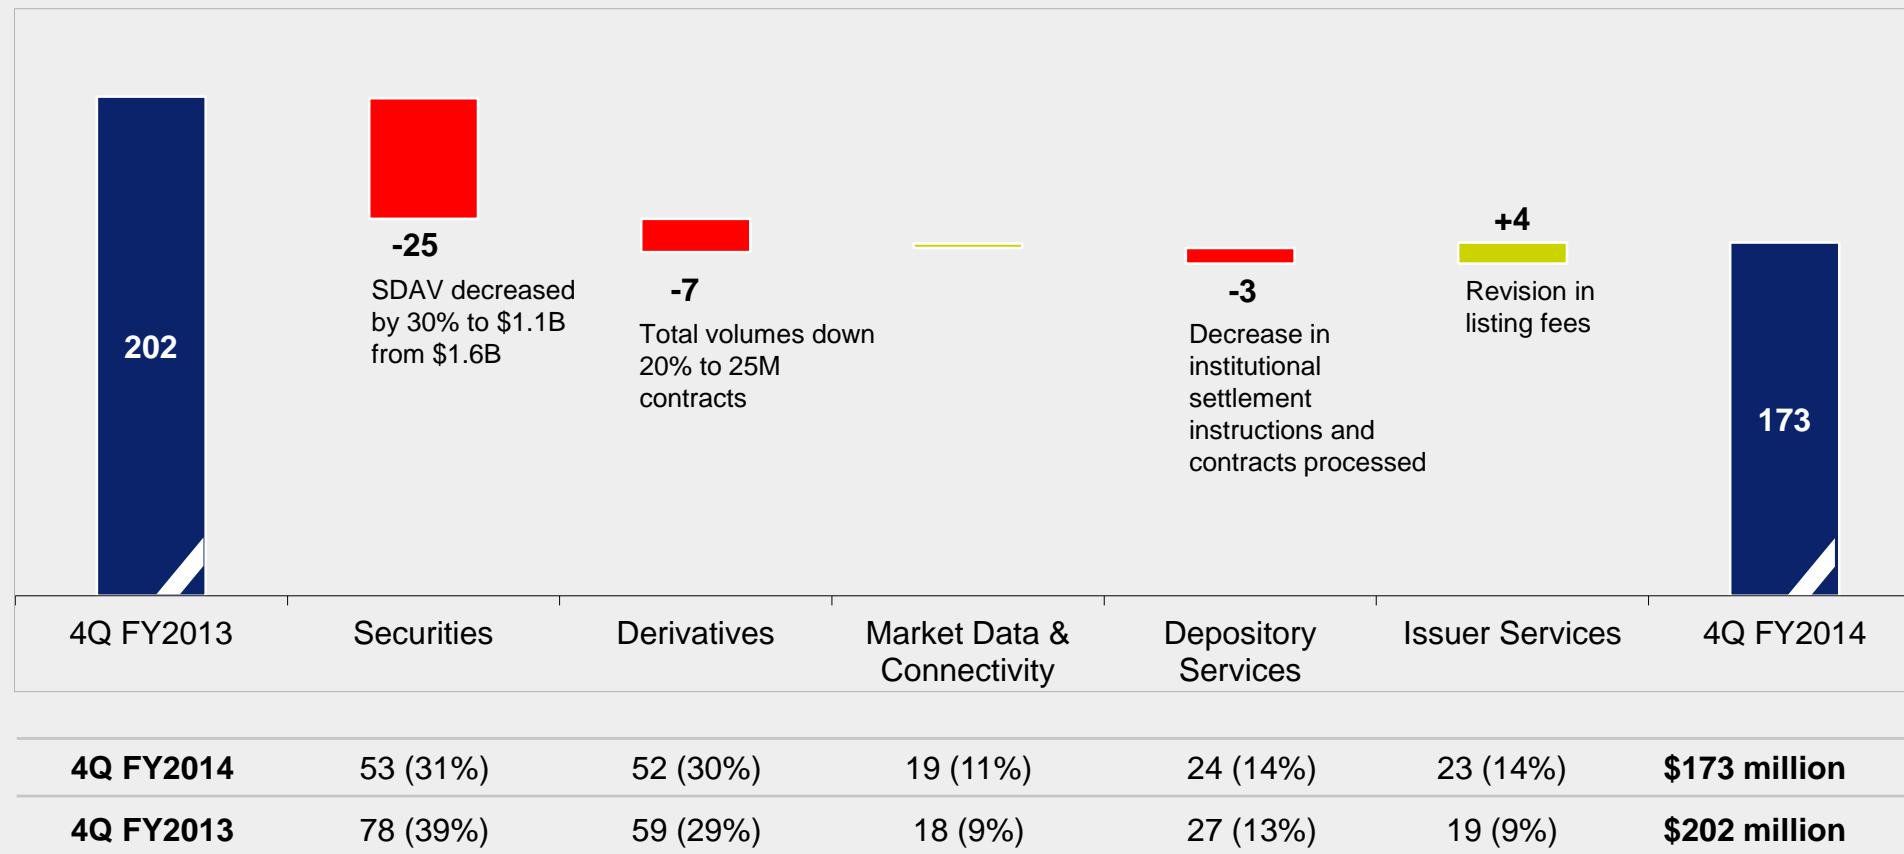 202
-25
SDAV decreased
by 30% to $1.1B
from $1.6B
-7
Total volumes down
20% to 25M
contracts
-3
Decrease in
institutional
settlement
instructions and
contracts processed
+4
Revision in
listing fees
173
4Q FY2013
Securities
Derivatives
Market Data &
Connectivity
Depository
Services
Issuer Services
4Q FY2014
4Q FY2014 53 (31%) 52 (30%) 19 (11%) 24 (14%) 23 (14%) $173 million
4Q FY2013 78 (39%) 59 (29%) 18 (9%) 27 (13%) 19 (9%) $202 million